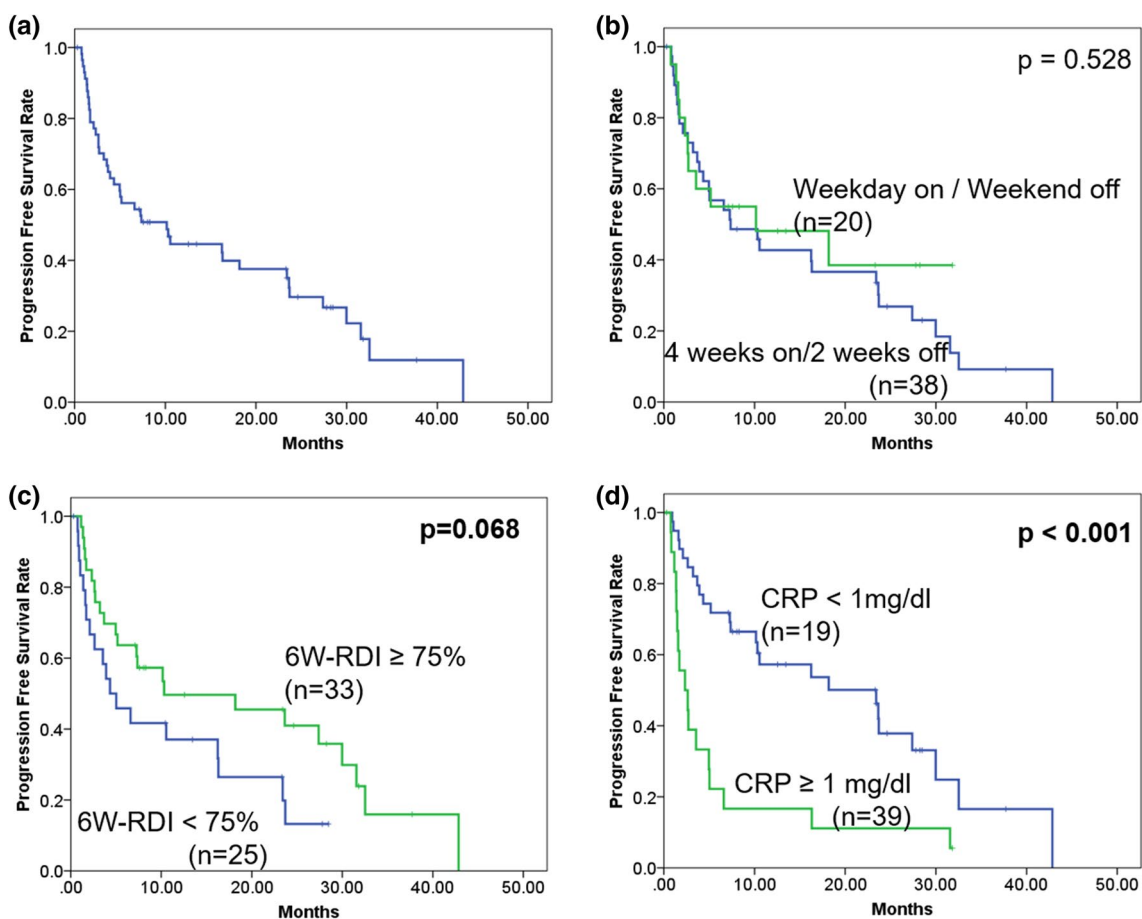 (a)
Progression Free Survival Rate
1.0
0.8
0.6
0.4
0.2
0.0
.00 10.00 20.00 30.00 40.00 50.00
Months
(b)
p = 0.528
Progression Free Survival Rate
1.0
0.8
0.6
0.4
0.2
0.0
Weekday on / Weekend off
(n=20)
4 weeks on/2 weeks off
(n=38)
.00 10.00 20.00 30.00 40.00 50.00
Months
(c)
p=0.068
Progression Free Survival Rate
1.0
0.8
0.6
0.4
0.2
0.0
6W-RDI ≥ 75%
(n=33)
6W-RDI < 75%
(n=25)
.00 10.00 20.00 30.00 40.00 50.00
Months
(d)
p < 0.001
Progression Free Survival Rate
1.0
0.8
0.6
0.4
0.2
0.0
CRP < 1mg/dl
(n=19)
CRP ≥ 1 mg/dl
(n=39)
.00 10.00 20.00 30.00 40.00 50.00
Months